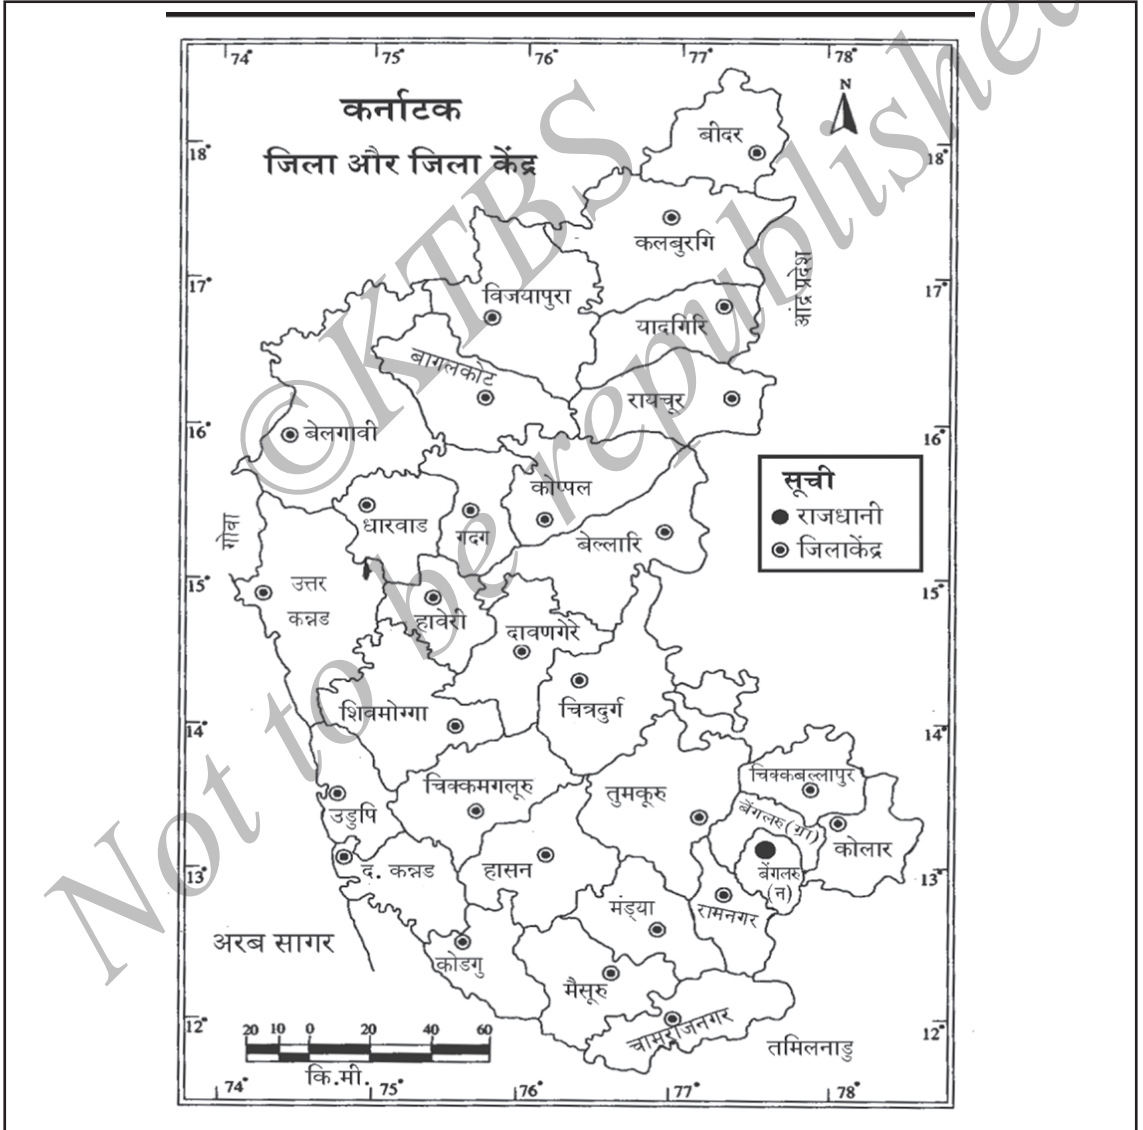 74° 75° 76° 77° 78°
N
कर्नाटक
जिला और जिला केंद्र
18° 18°
बीदर
कलबुरगि
17° 17°
विजयापुरा
यादगिरि
आंद्र प्रदेश
बागलकोट
रायचूर
16° 16°
बेलगावी
सूची
राजधानी
जिलाकेंद्र
कोप्पल
धारवाड
गदग
बेल्लारि
गोवा
15° 15°
उत्तर
कन्नड
हावेरी
दावणगेरे
शिवमोग्गा
चित्रदुर्ग
14° 14°
चिक्कमगलूरु
तुमकूरु
चिक्कबल्लापुर
उडुपि
बेंगलरु(ग्रा)
कोलार
13° 13°
द. कन्नड
हासन
बेंगलरु
(न)
मंड्या
रामनगर
अरब सागर
कोडगु
मैसूरु
चामराजनगर
12° 12°
तमिलनाडु
20 10 0 20 40 60
कि.मी.
74° 75° 76° 77° 78°
©KTBS
Not to be republished